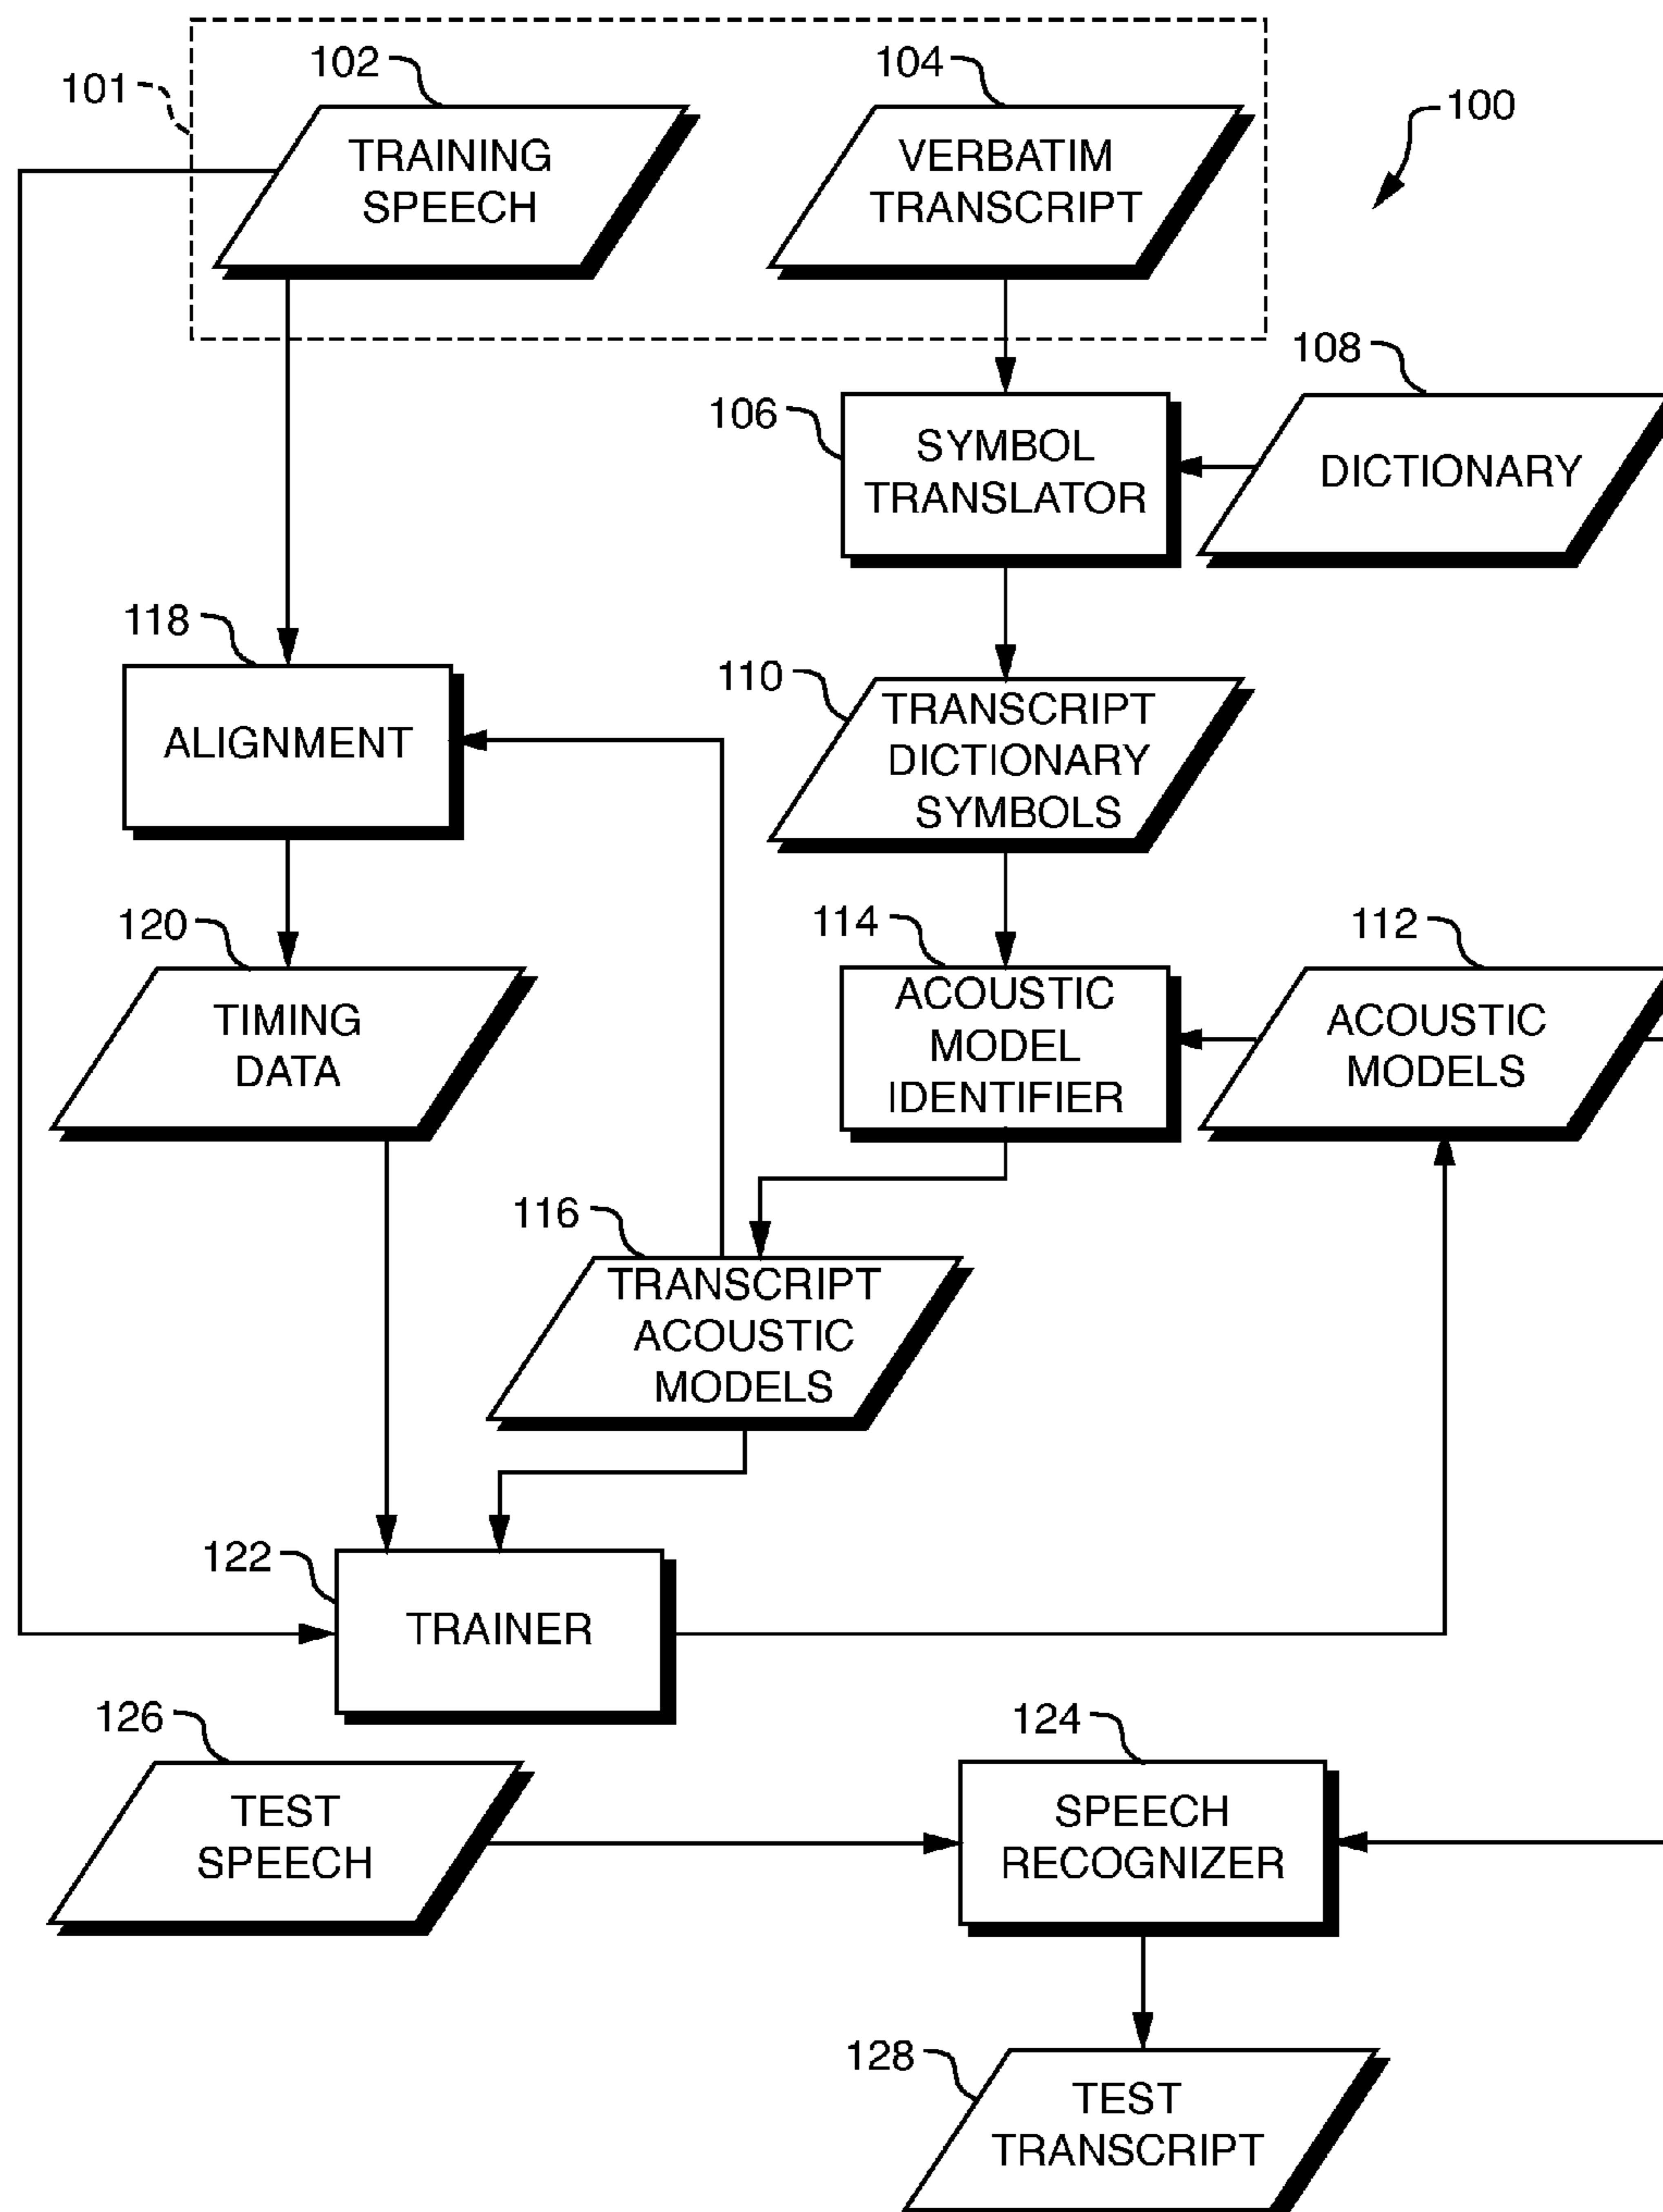 102
104
101
100
TRAINING
SPEECH
VERBATIM
TRANSCRIPT
108
106
SYMBOL
TRANSLATOR
DICTIONARY
118
110
ALIGNMENT
TRANSCRIPT
DICTIONARY
SYMBOLS
120
114
112
TIMING
DATA
ACOUSTIC
MODEL
IDENTIFIER
ACOUSTIC
MODELS
116
TRANSCRIPT
ACOUSTIC
MODELS
122
TRAINER
126
124
TEST
SPEECH
SPEECH
RECOGNIZER
128
TEST
TRANSCRIPT